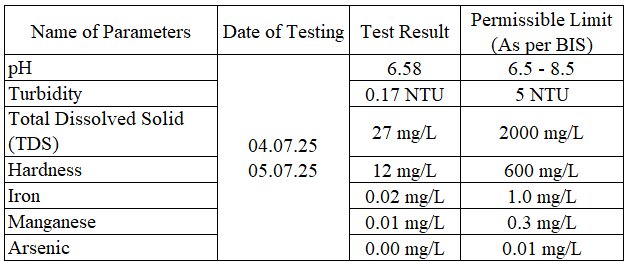 Name of Parameters Date of Testing Test Result Permissible Limit
(As per BIS)
pH 6.58 6.5 - 8.5
Turbidity 0.17 NTU 5 NTU
Total Dissolved Solid
(TDS) 27 mg/L 2000 mg/L
04.07.25
05.07.25
Hardness 12 mg/L 600 mg/L
Iron 0.02 mg/L 1.0 mg/L
Manganese 0.01 mg/L 0.3 mg/L
Arsenic 0.00 mg/L 0.01 mg/L